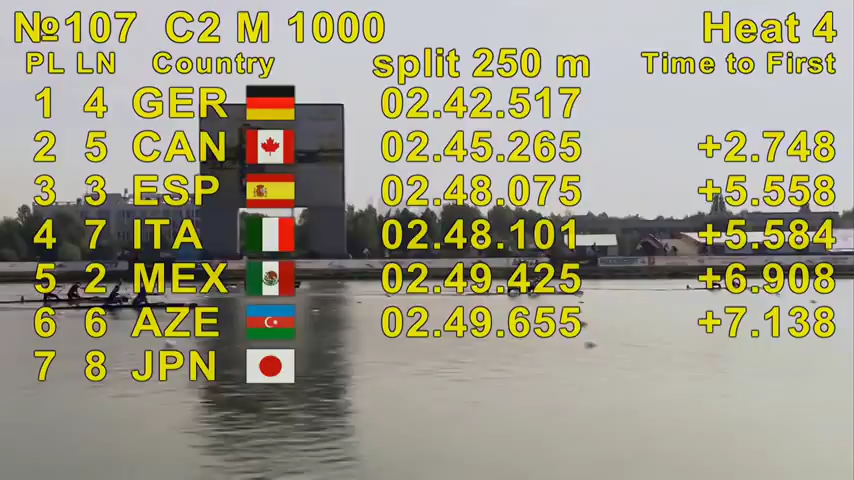 №107 C2 M 1000 Heat 4
PL LN Country split 250 m Time to First
1 4 GER 02.42.517
2 5 CAN 02.45.265 +2.748
3 3 ESP 02.48.075 +5.558
4 7 ITA 02.48.101 +5.584
5 2 MEX 02.49.425 +6.908
6 6 AZE 02.49.655 +7.138
7 8 JPN